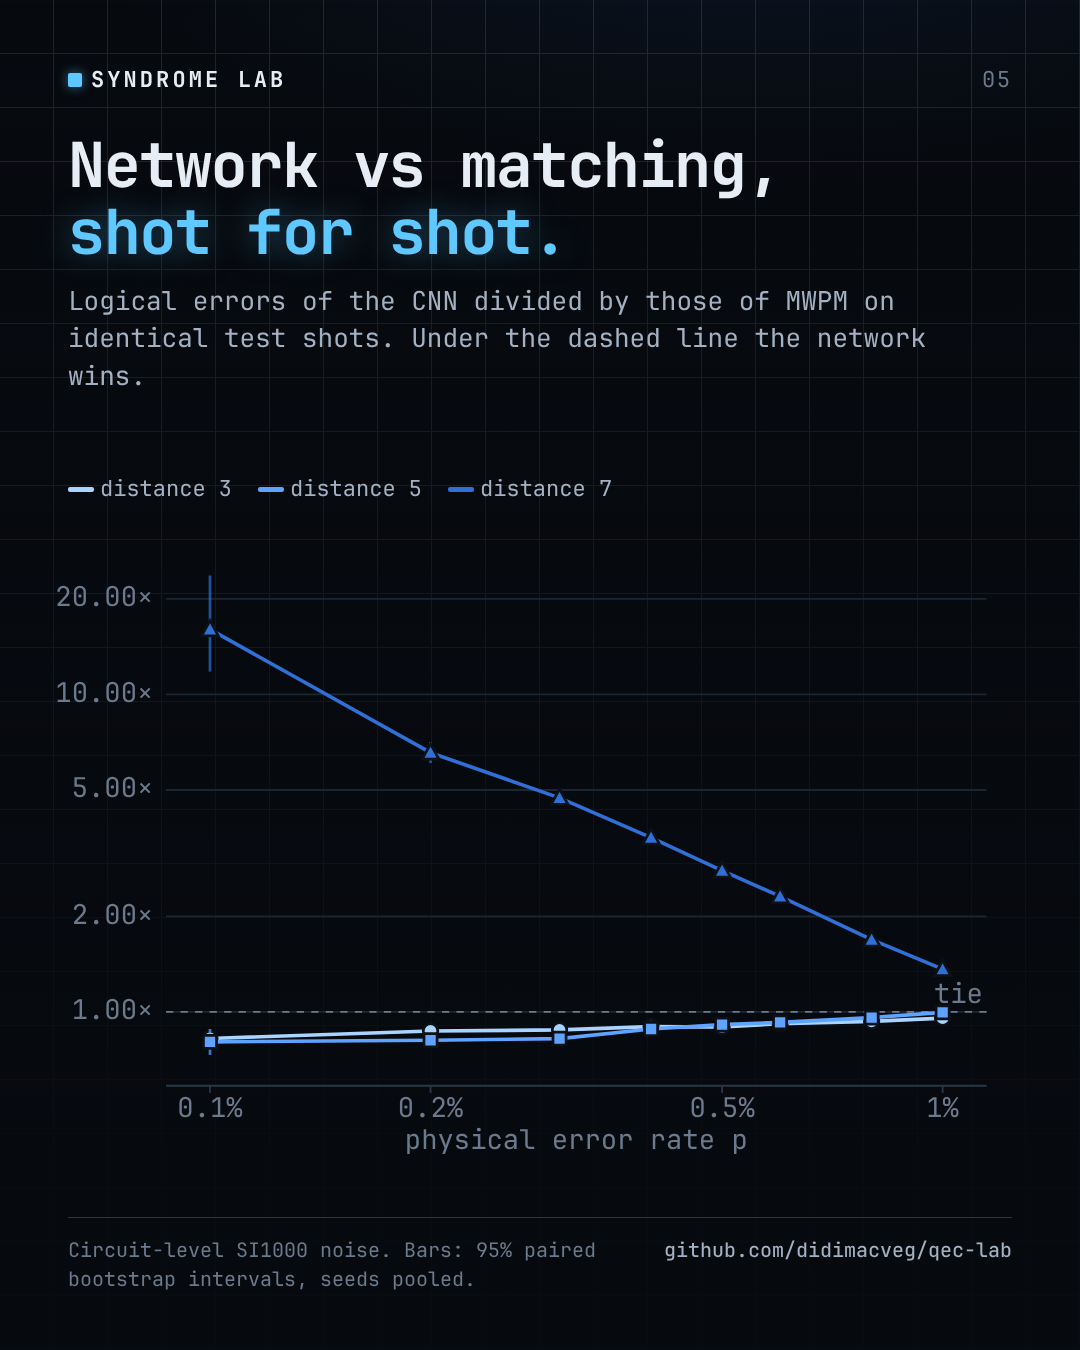 SYNDROME LAB
05
Network vs matching,
shot for shot.
Logical errors of the CNN divided by those of MWPM on
identical test shots. Under the dashed line the network
wins.
distance 3
distance 5
distance 7
20.00×
10.00×
5.00×
2.00×
1.00×
tie
0.1%
0.2%
0.5%
1%
physical error rate p
Circuit-level SI1000 noise. Bars: 95% paired
bootstrap intervals, seeds pooled.
github.com/didimacveg/qec-lab